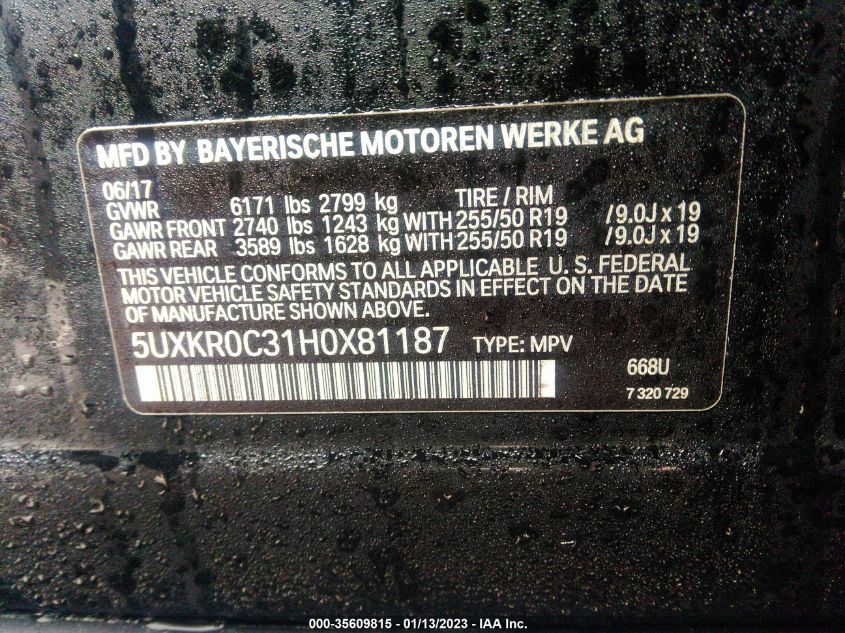 MFD BY BAYERISCHE MOTOREN WERKE AG
06/17
GVWR 6171 lbs 2799 kg TIRE / RIM
GAWR FRONT 2740 lbs 1243 kg WITH 255/50 R19 /9.0J x 19
GAWR REAR 3589 lbs 1628 kg WITH 255/50 R19 /9.0J x 19
THIS VEHICLE CONFORMS TO ALL APPLICABLE U. S. FEDERAL
MOTOR VEHICLE SAFETY STANDARDS IN EFFECT ON THE DATE
OF MANUFACTURE SHOWN ABOVE.
5UXKR0C31H0X81187 TYPE: MPV
668U
7 320 729
000-35609815 - 01/13/2023 - IAA Inc.